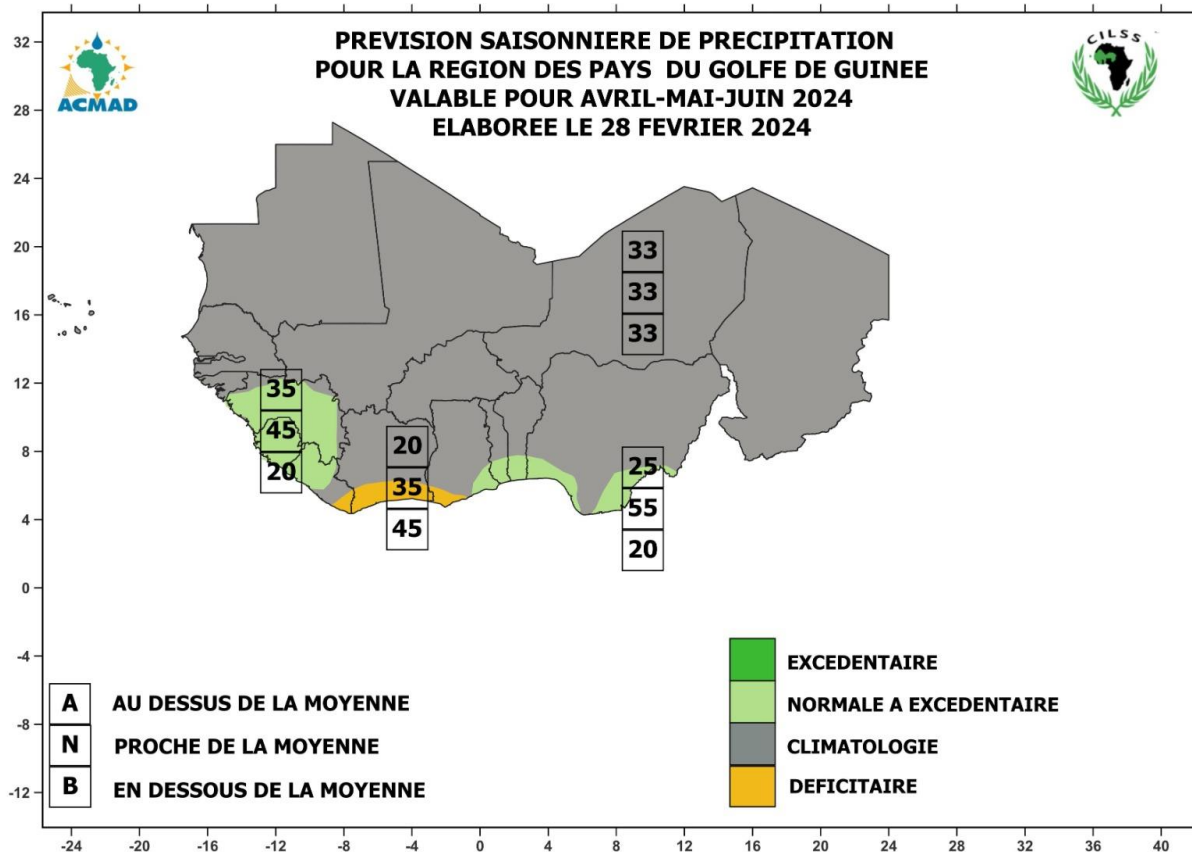 PREVISION SAISONNIERE DE PRECIPITATION
POUR LA REGION DES PAYS DU GOLFE DE GUINEE
VALABLE POUR AVRIL-MAI-JUIN 2024
ELABOREE LE 28 FEVRIER 2024
ACMAD
CILSS
32
28
24
20
16
12
8
4
0
-4
-8
-12
33
33
33
35
45
20
20
35
45
25
55
20
A AU DESSUS DE LA MOYENNE
N PROCHE DE LA MOYENNE
B EN DESSOUS DE LA MOYENNE
EXCEDENTAIRE
NORMALE A EXCEDENTAIRE
CLIMATOLOGIE
DEFICITAIRE
-24 -20 -16 -12 -8 -4 0 4 8 12 16 20 24 28 32 36 40